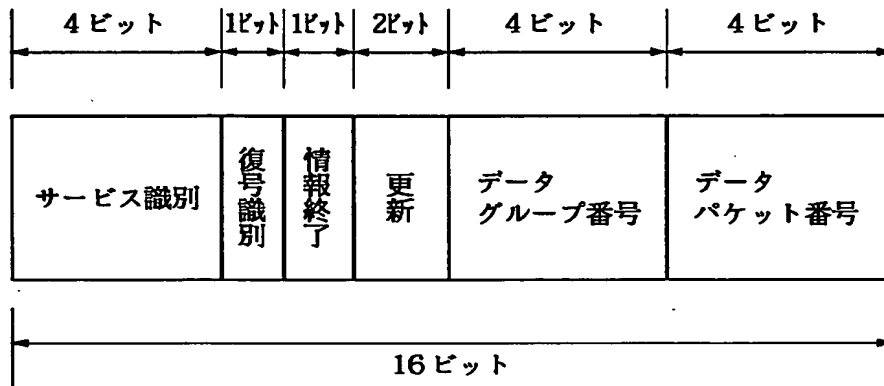 4ビット 1ビット 1ビット 2ビット 4ビット 4ビット
サービス識別
復号識別
情報終了
更新
データ
グループ番号
データ
パケット番号
16ビット